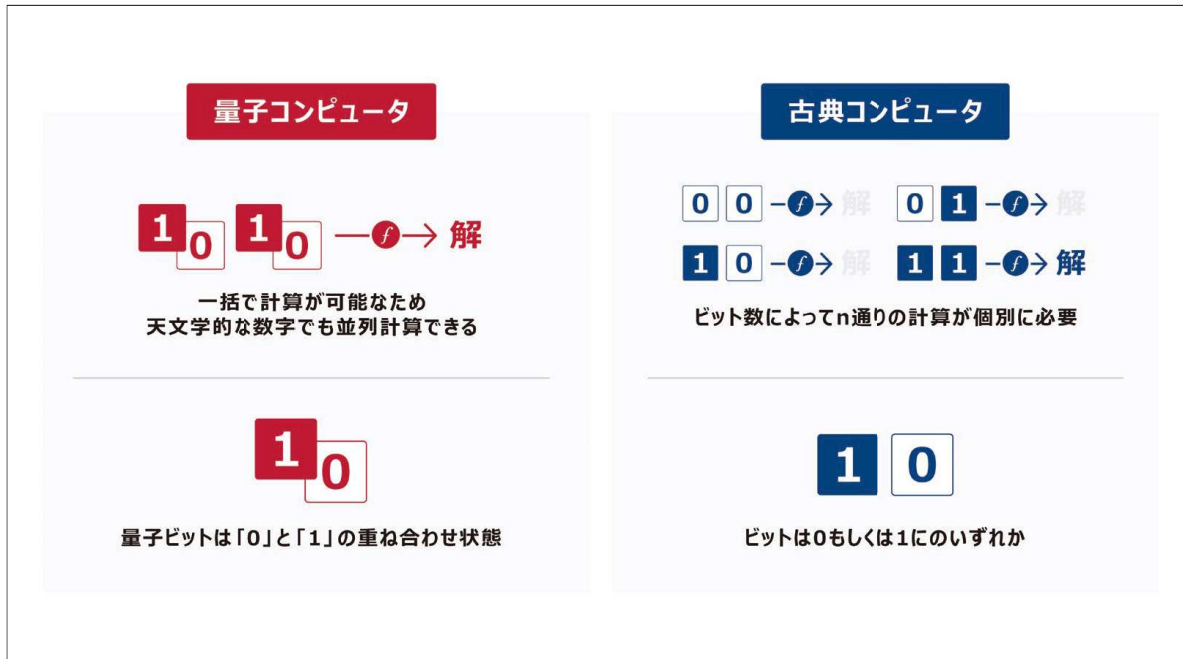 量子コンピュータ
1 0 1 0 f 解
一括で計算が可能なため
天文学的な数字でも並列計算できる
1 0
量子ビットは「0」と「1」の重ね合わせ状態
古典コンピュータ
0 0 f 解 0 1 f 解
1 0 f 解 1 1 f 解
ビット数によってn通りの計算が個別に必要
1 0
ビットは0もしくは1にのいずれか